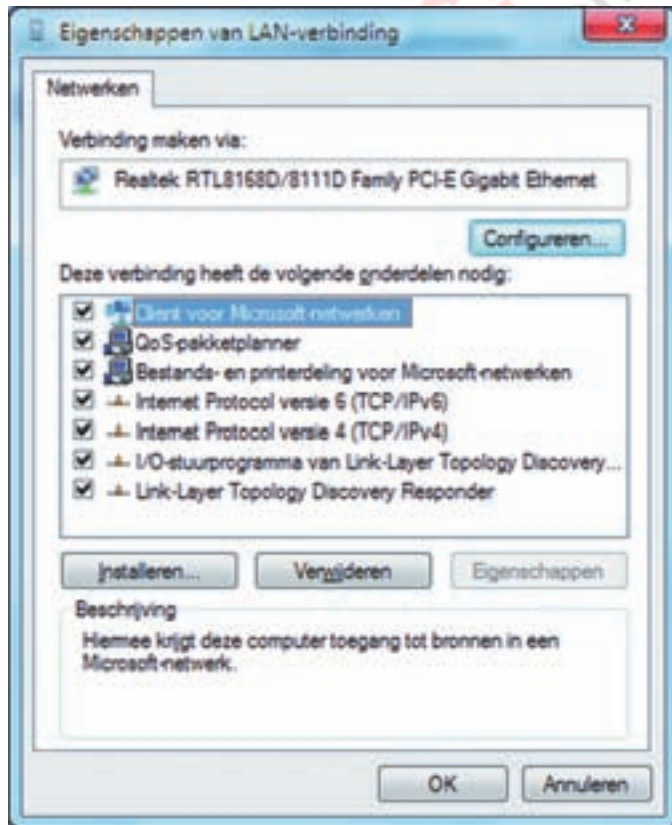 Eigenschappen van LAN-verbinding
Netwerken
Verbinding maken via:
Realtek RTL8168D/8111D Family PCI-E Gigabit Ethernet
Configureren...
Deze verbinding heeft de volgende onderdelen nodig:
Client voor Microsoft-netwerken
QoS-pakketplanner
Bestands- en printerdeling voor Microsoft-netwerken
Internet Protocol versie 6 (TCP/IPv6)
Internet Protocol versie 4 (TCP/IPv4)
I/O-stuurprogramma van Link-Layer Topology Discovery...
Link-Layer Topology Discovery Responder
Installeren...
Verwijderen
Eigenschappen
Beschrijving
Hiermee krijgt deze computer toegang tot bronnen in een
Microsoft-netwerk.
OK
Annuleren